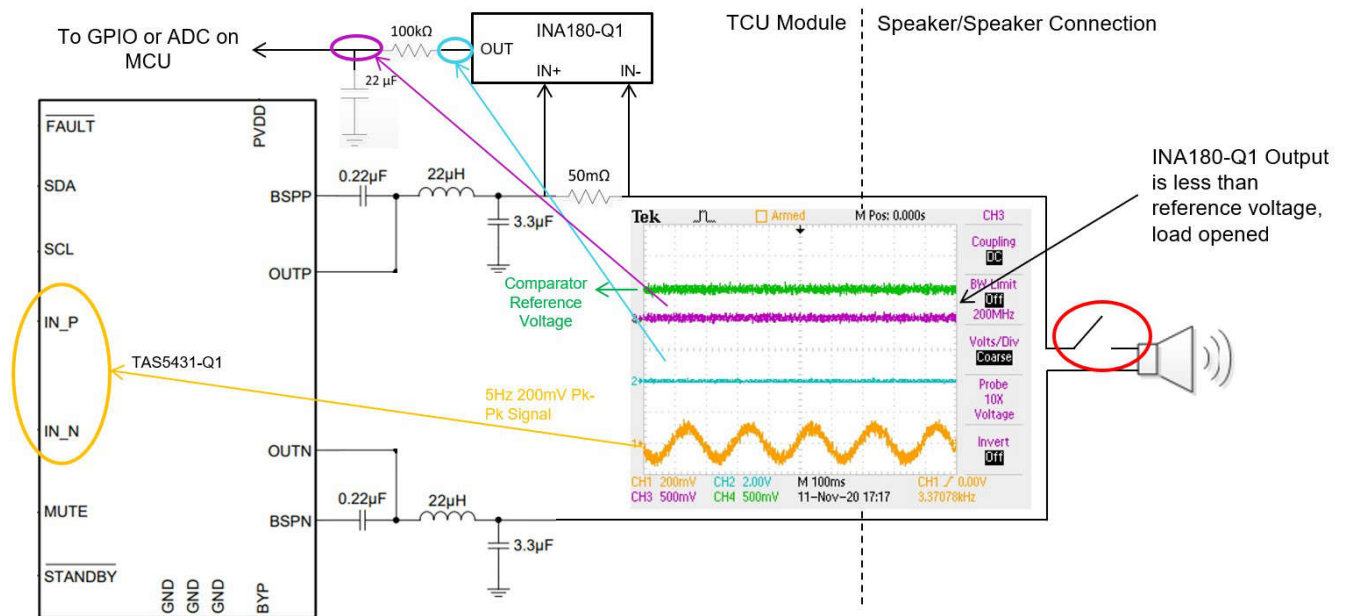 TCU Module
Speaker/Speaker Connection
To GPIO or ADC on
MCU
100kΩ
INA180-Q1
OUT
IN+
IN-
22 µF
FAULT
PVDD
SDA
SCL
IN_P
IN_N
MUTE
STANDBY
GND
GND
GND
BYP
BSPP
OUTP
OUTN
BSPN
TAS5431-Q1
0.22µF
22µH
3.3µF
50mΩ
0.22µF
22µH
3.3µF
Comparator
Reference
Voltage
5Hz 200mV Pk-
Pk Signal
INA180-Q1 Output
is less than
reference voltage,
load opened
Tek
Armed
M Pos: 0.000s
CH3
Coupling
DC
BW Limit
Off
200MHz
Volts/Div
Coarse
Probe
10X
Voltage
Invert
Off
2
1
CH1 200mV
CH2 2.00V
M 100ms
CH1 / 0.00V
CH3 500mV
CH4 500mV
11-Nov-20 17:17
3.37078kHz